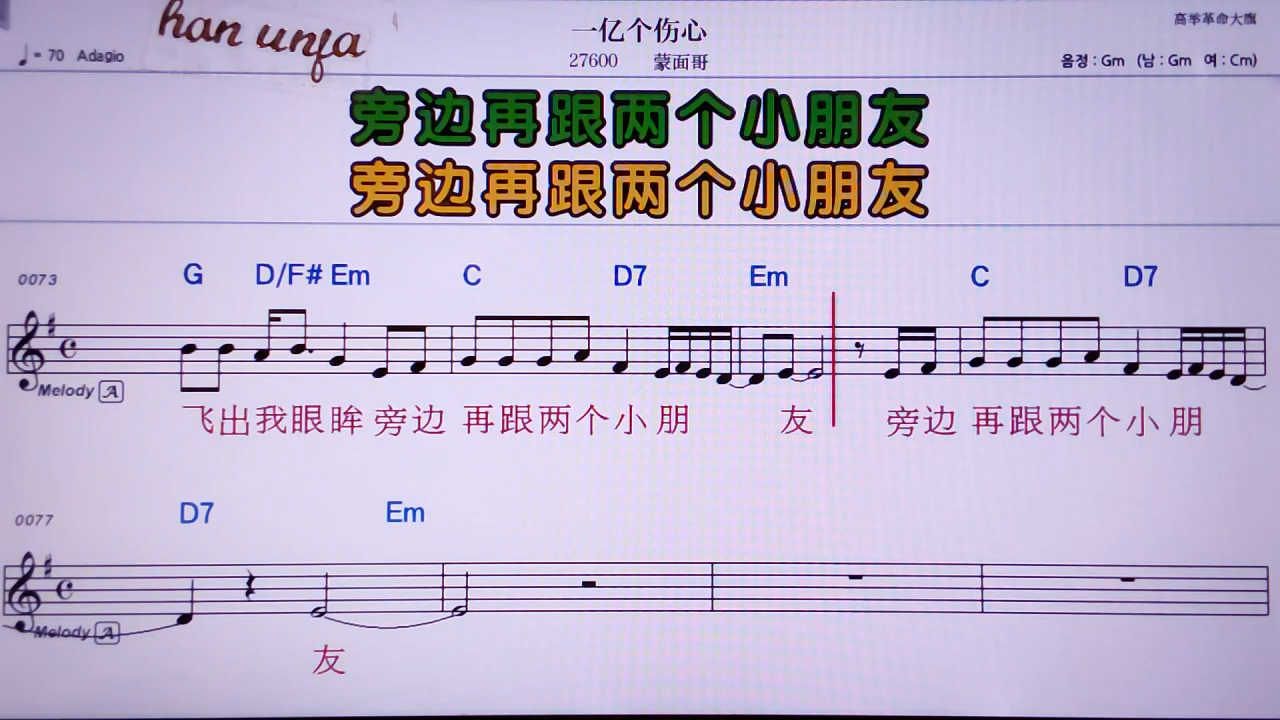 han unfa
一亿个伤心
高举革命大旗
♩= 70 Adagio
27600 蒙面哥
음정 : Gm (남 : Gm 여 : Cm)
旁边再跟两个小朋友
旁边再跟两个小朋友
0073 G D/F# Em C D7 Em C D7
Melody A
飞出我眼眸 旁边 再跟两个小 朋 友 旁边 再跟两个小 朋
0077 D7 Em
Melody A
友